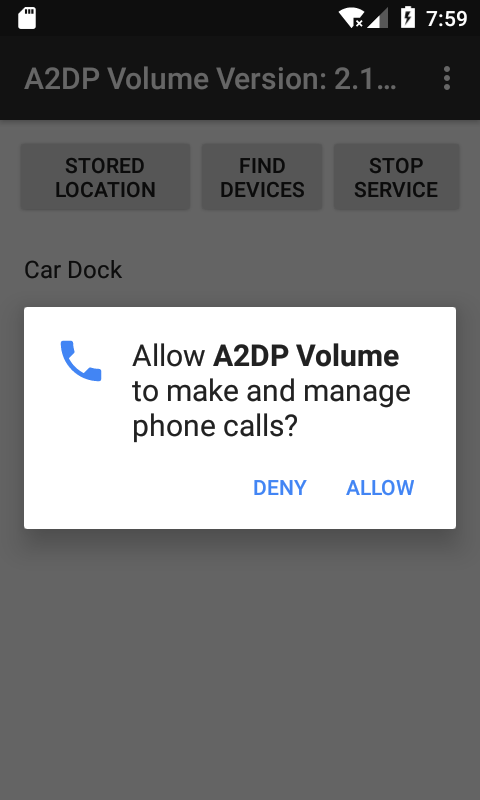 7:59
A2DP Volume Version: 2.1...
STORED
LOCATION
FIND
DEVICES
STOP
SERVICE
Car Dock
Allow A2DP Volume
to make and manage
phone calls?
DENY
ALLOW